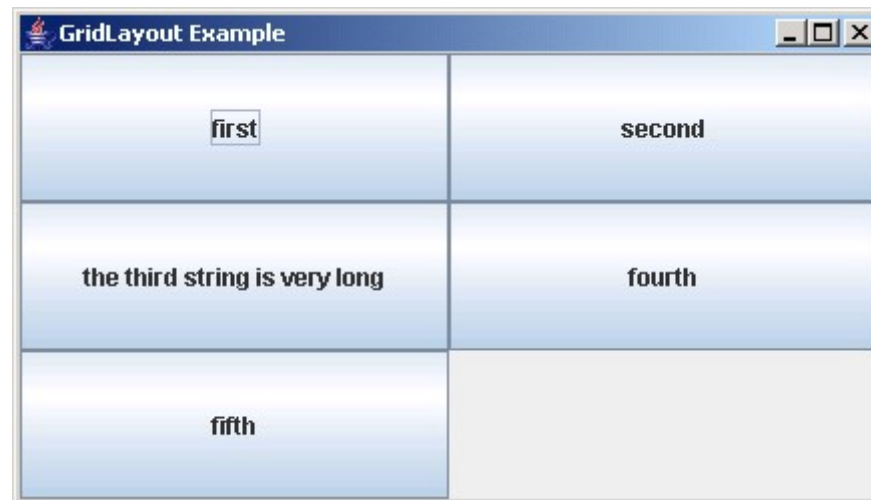 GridLayout Example
first
second
the third string is very long
fourth
fifth